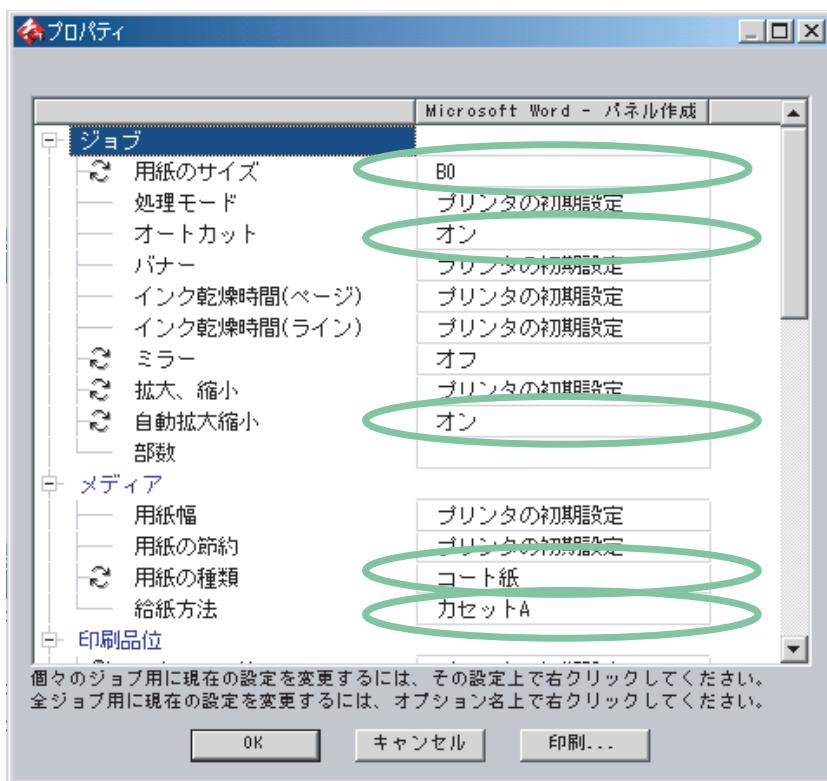 プロパティ
Microsoft Word - パネル作成
ジョブ
用紙のサイズ B0
処理モード プリンタの初期設定
オートカット オン
バナー プリンタの初期設定
インク乾燥時間(ページ) プリンタの初期設定
インク乾燥時間(ライン) プリンタの初期設定
ミラー オフ
拡大、縮小 プリンタの初期設定
自動拡大縮小 オン
部数
メディア
用紙幅 プリンタの初期設定
用紙の節約 プリンタの初期設定
用紙の種類 コート紙
給紙方法 カセットA
印刷品位
個々のジョブ用に現在の設定を変更するには、その設定上で右クリックしてください。
全ジョブ用に現在の設定を変更するには、オプション名上で右クリックしてください。
OK キャンセル 印刷...